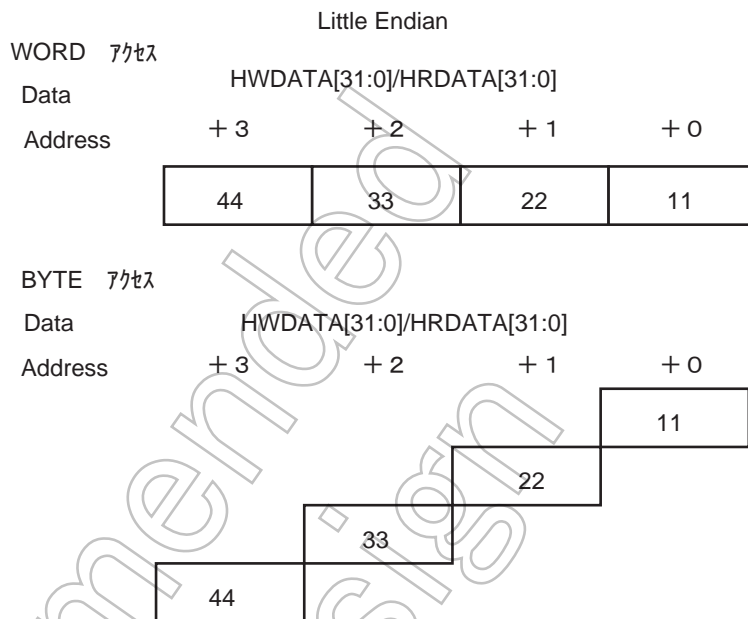 Little Endian
WORD ｱｸｾｽ
Data HWDATA[31:0]/HRDATA[31:0]
Address ＋３ ＋２ ＋１ ＋０
44 33 22 11
BYTE ｱｸｾｽ
Data HWDATA[31:0]/HRDATA[31:0]
Address ＋３ ＋２ ＋１ ＋０
11
22
33
44
mended
sign